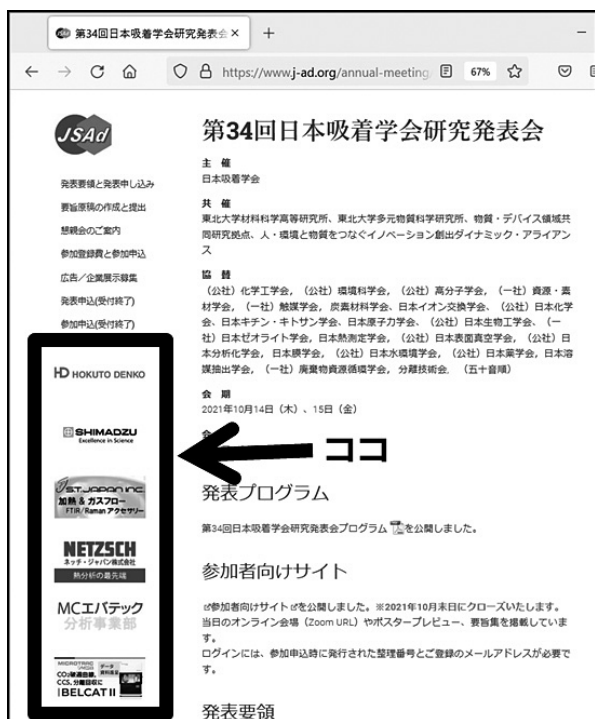 第34回日本吸着学会研究発表会 ×
+
https://www.j-ad.org/annual-meeting
67%
JSAd
発表要領と発表申し込み
要旨原稿の作成と提出
懇親会のご案内
参加登録費と参加申込
広告／企業展示募集
発表申込(受付終了)
参加申込(受付終了)
HD HOKUTO DENKO
SHIMADZU
Excellence in Science
ST.JAPAN INC
加熱 & ガスフロー
FTIR/Raman アクセサリー
NETZSCH
ネッチ・ジャパン株式会社
熱分析の最先端
MCエバテック
分析事業部
MICROTRAC
データ
資料進呈
CO₂破過曲線、
CCS、分離回収に
BELCAT II
第34回日本吸着学会研究発表会
主 催
日本吸着学会
共 催
東北大学材料科学高等研究所、東北大学多元物質科学研究所、物質・デバイス領域共
同研究拠点、人・環境と物質をつなぐイノベーション創出ダイナミック・アライアン
ス
協 賛
（公社）化学工学会、（公社）環境科学会、（公社）高分子学会、（一社）資源・素
材学会、（一社）触媒学会、炭素材料学会、日本イオン交換学会、（公社）日本化学
会、日本キチン・キトサン学会、日本原子力学会、（公社）日本生物工学会、（一
社）日本ゼオライト学会、日本熱測定学会、（公社）日本表面真空学会、（公社）日
本分析化学会、日本膜学会、（公社）日本水環境学会、（公社）日本薬学会、日本溶
媒抽出学会、（一社）廃棄物資源循環学会、分離技術会、（五十音順）
会 期
2021年10月14日（木）、15日（金）
会
ココ
発表プログラム
第34回日本吸着学会研究発表会プログラム を公開しました。
参加者向けサイト
参加者向けサイト を公開しました。※2021年10月末日にクローズいたします。
当日のオンライン会場（Zoom URL）やポスタープレビュー、要旨集を掲載していま
す。
ログインには、参加申込時に発行された整理番号とご登録のメールアドレスが必要で
す。
発表要領